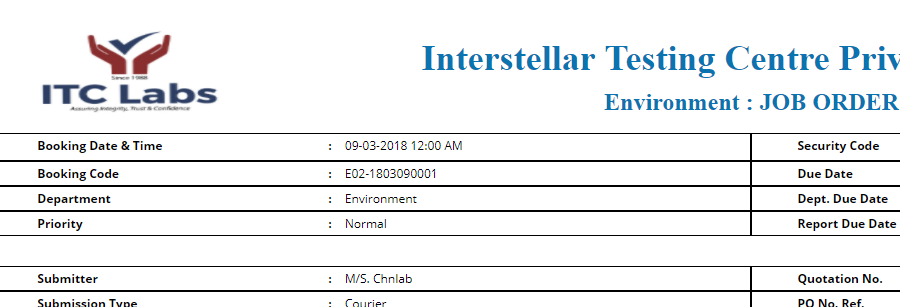 Since 1988
ITC Labs
Assuring Integrity, Trust & Confidence
Interstellar Testing Centre Priv
Environment : JOB ORDER
Booking Date & Time : 09-03-2018 12:00 AM Security Code
Booking Code : E02-1803090001 Due Date
Department : Environment Dept. Due Date
Priority : Normal Report Due Date
Submitter : M/S. Chnlab Quotation No.
Submission Type : Courier PO No. Ref.